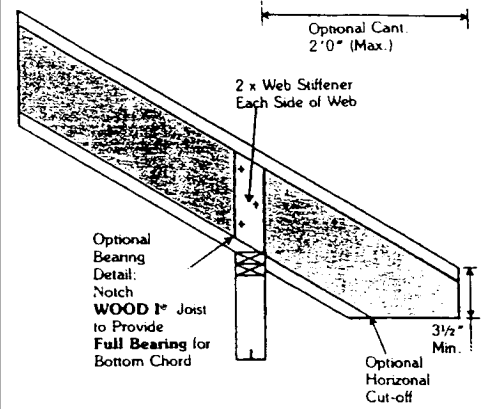 Optional Cant.
2'0" (Max.)
2 x Web Stiffener
Each Side of Web
Optional
Bearing
Detail:
Notch
WOOD I® Joist
to Provide
Full Bearing for
Bottom Chord
3½"
Min.
Optional
Horizonal
Cut-off